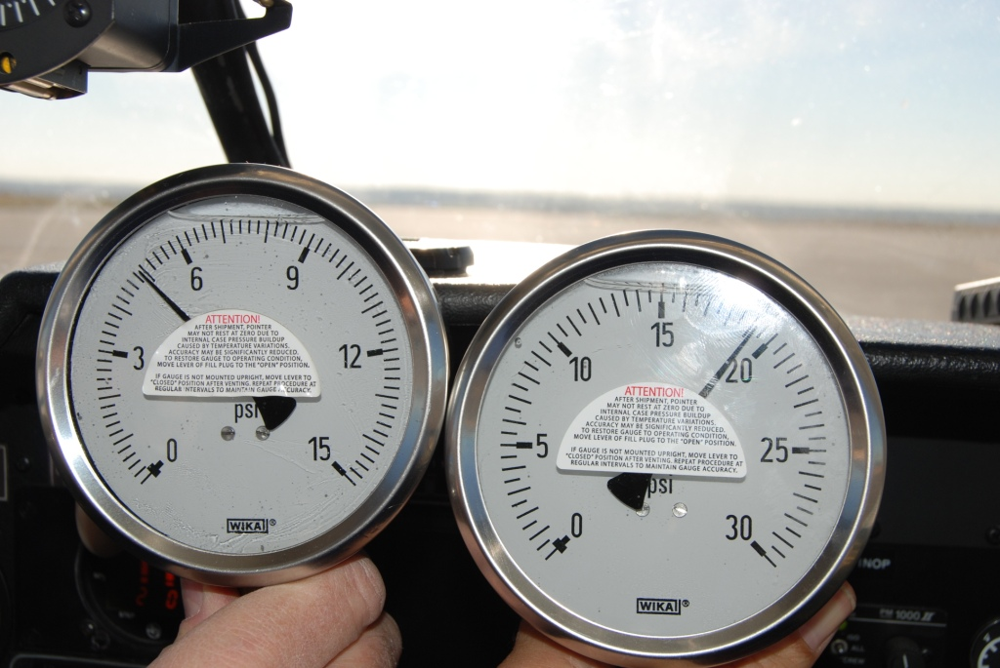 6
9
3
12
0
15
ATTENTION!
AFTER SHIPMENT, POINTER
MAY NOT REST AT ZERO DUE TO
INTERNAL CASE PRESSURE BUILDUP
CAUSED BY TEMPERATURE VARIATIONS.
ACCURACY MAY BE SIGNIFICANTLY REDUCED.
TO RESTORE GAUGE TO OPERATING CONDITION,
MOVE LEVER OF FILL PLUG TO THE "OPEN" POSITION.
IF GAUGE IS NOT MOUNTED UPRIGHT, MOVE LEVER TO
"CLOSED" POSITION AFTER VENTING. REPEAT PROCEDURE AT
REGULAR INTERVALS TO MAINTAIN GAUGE ACCURACY.
psi
WIKA®
15
10
20
5
25
0
30
ATTENTION!
AFTER SHIPMENT, POINTER
MAY NOT REST AT ZERO DUE TO
INTERNAL CASE PRESSURE BUILDUP
CAUSED BY TEMPERATURE VARIATIONS.
ACCURACY MAY BE SIGNIFICANTLY REDUCED.
TO RESTORE GAUGE TO OPERATING CONDITION,
MOVE LEVER OF FILL PLUG TO THE "OPEN" POSITION.
IF GAUGE IS NOT MOUNTED UPRIGHT, MOVE LEVER TO
"CLOSED" POSITION AFTER VENTING. REPEAT PROCEDURE AT
REGULAR INTERVALS TO MAINTAIN GAUGE ACCURACY.
psi
WIKA®
INOP